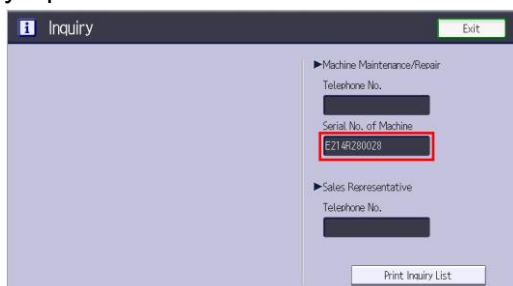 Inquiry
Exit
►Machine Maintenance/Repair
Telephone No.
Serial No. of Machine
E214R280028
►Sales Representative
Telephone No.
Print Inquiry List